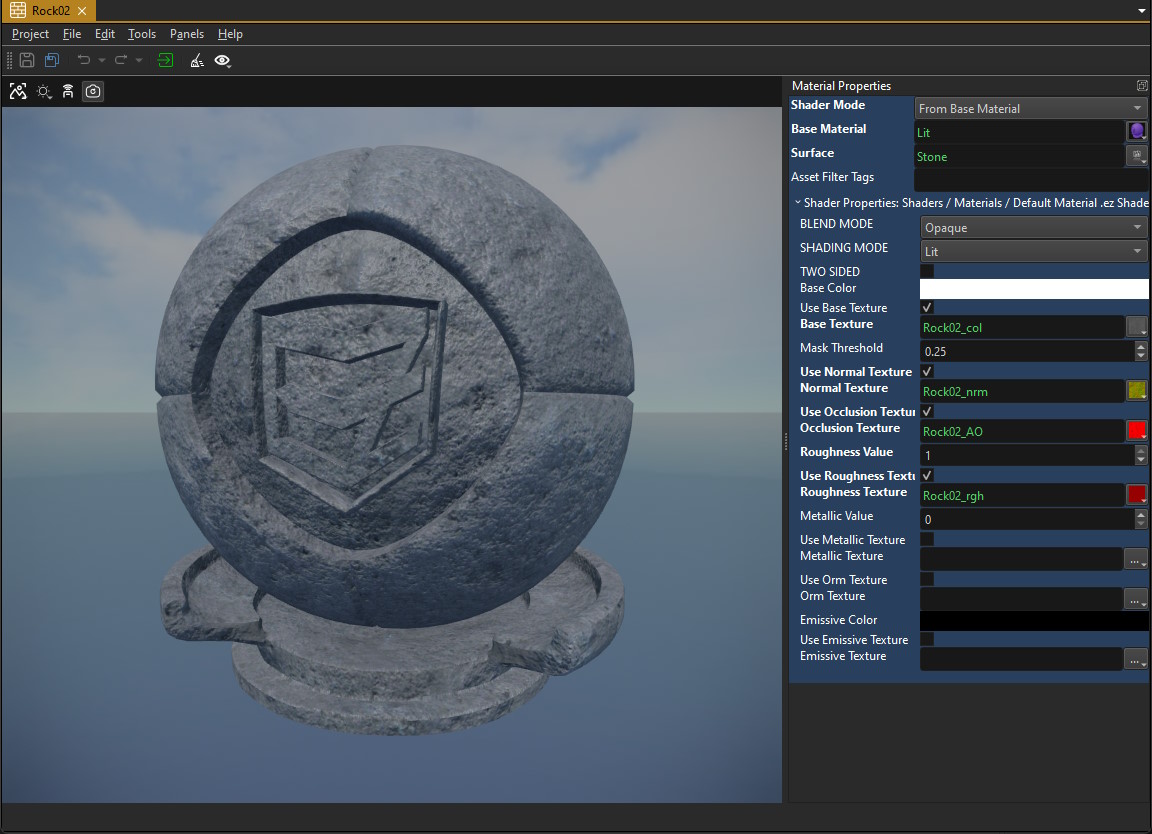 Rock02
Project File Edit Tools Panels Help
Material Properties
Shader Mode From Base Material
Base Material Lit
Surface Stone
Asset Filter Tags
Shader Properties: Shaders / Materials / Default Material .ez Shade
BLEND MODE Opaque
SHADING MODE Lit
TWO SIDED
Base Color
Use Base Texture
Base Texture Rock02_col
Mask Threshold 0.25
Use Normal Texture
Normal Texture Rock02_nrm
Use Occlusion Textu
Occlusion Texture Rock02_AO
Roughness Value 1
Use Roughness Textu
Roughness Texture Rock02_rgh
Metallic Value 0
Use Metallic Texture
Metallic Texture ...
Use Orm Texture
Orm Texture ...
Emissive Color
Use Emissive Texture
Emissive Texture ...